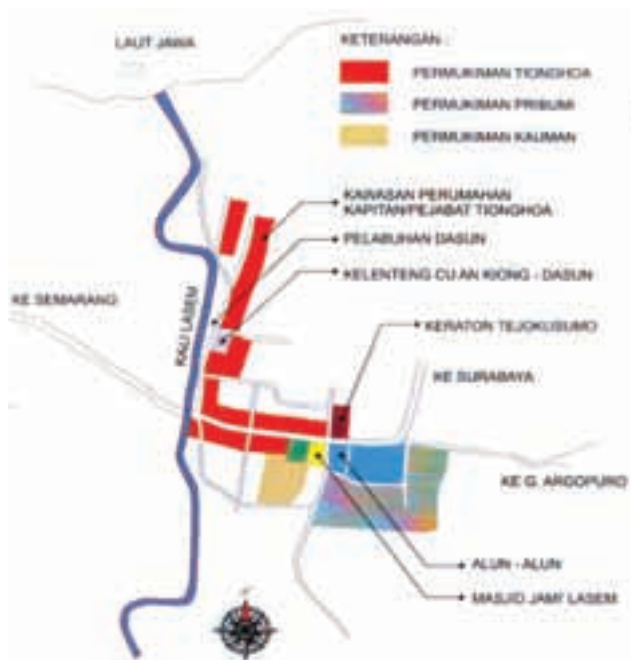 LAUT JAWA
KETERANGAN :
PERMUKIMAN TIONGHOA
PERMUKIMAN PRIBUMI
PERMUKIMAN KAUMAN
KAWASAN PERUMAHAN
KAPITAN/PEJABAT TIONGHOA
PELABUHAN DASUN
KELENTENG CU AN KIONG - DASUN
KE SEMARANG
KALI LASEM
KERATON TEJOKUSUMO
KE SURABAYA
KE G. ARGOPURO
ALUN - ALUN
MASJID JAMI' LASEM